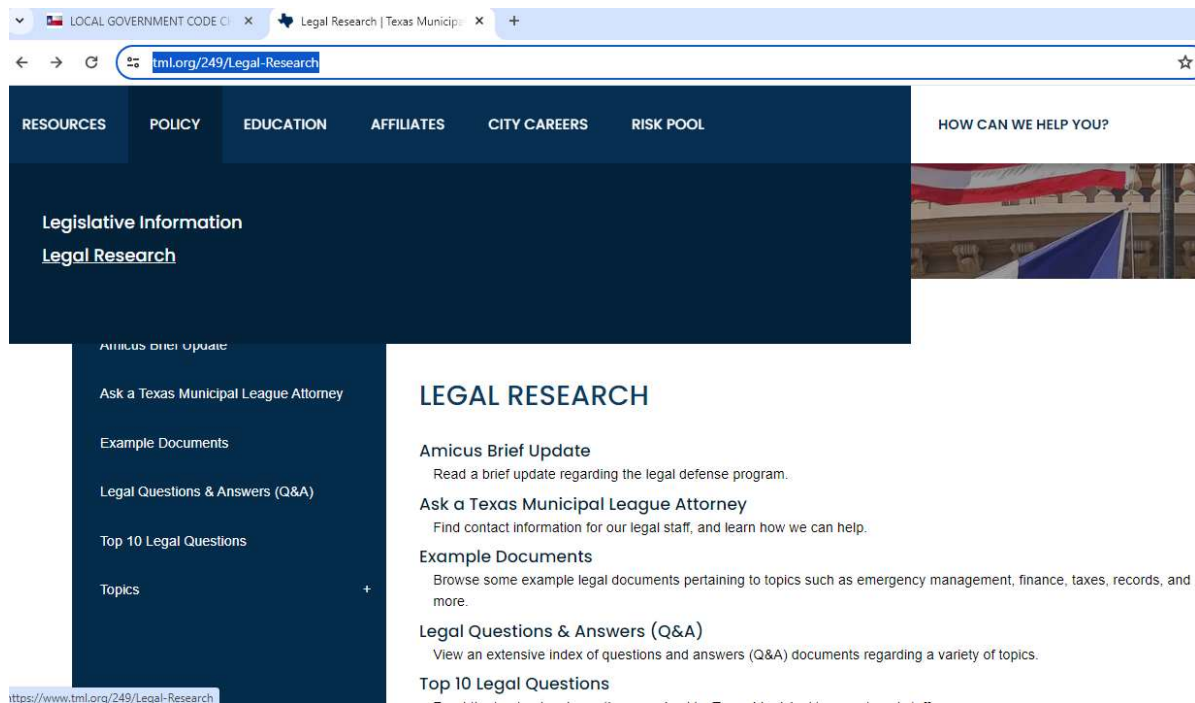 LOCAL GOVERNMENT CODE C
Legal Research | Texas Municip
tml.org/249/Legal-Research
RESOURCES POLICY EDUCATION AFFILIATES CITY CAREERS RISK POOL HOW CAN WE HELP YOU?
Legislative Information
Legal Research
Amicus Brief Update
Ask a Texas Municipal League Attorney
Example Documents
Legal Questions & Answers (Q&A)
Top 10 Legal Questions
Topics +
LEGAL RESEARCH
Amicus Brief Update
Read a brief update regarding the legal defense program.
Ask a Texas Municipal League Attorney
Find contact information for our legal staff, and learn how we can help.
Example Documents
Browse some example legal documents pertaining to topics such as emergency management, finance, taxes, records, and
more.
Legal Questions & Answers (Q&A)
View an extensive index of questions and answers (Q&A) documents regarding a variety of topics.
Top 10 Legal Questions
https://www.tml.org/249/Legal-Research